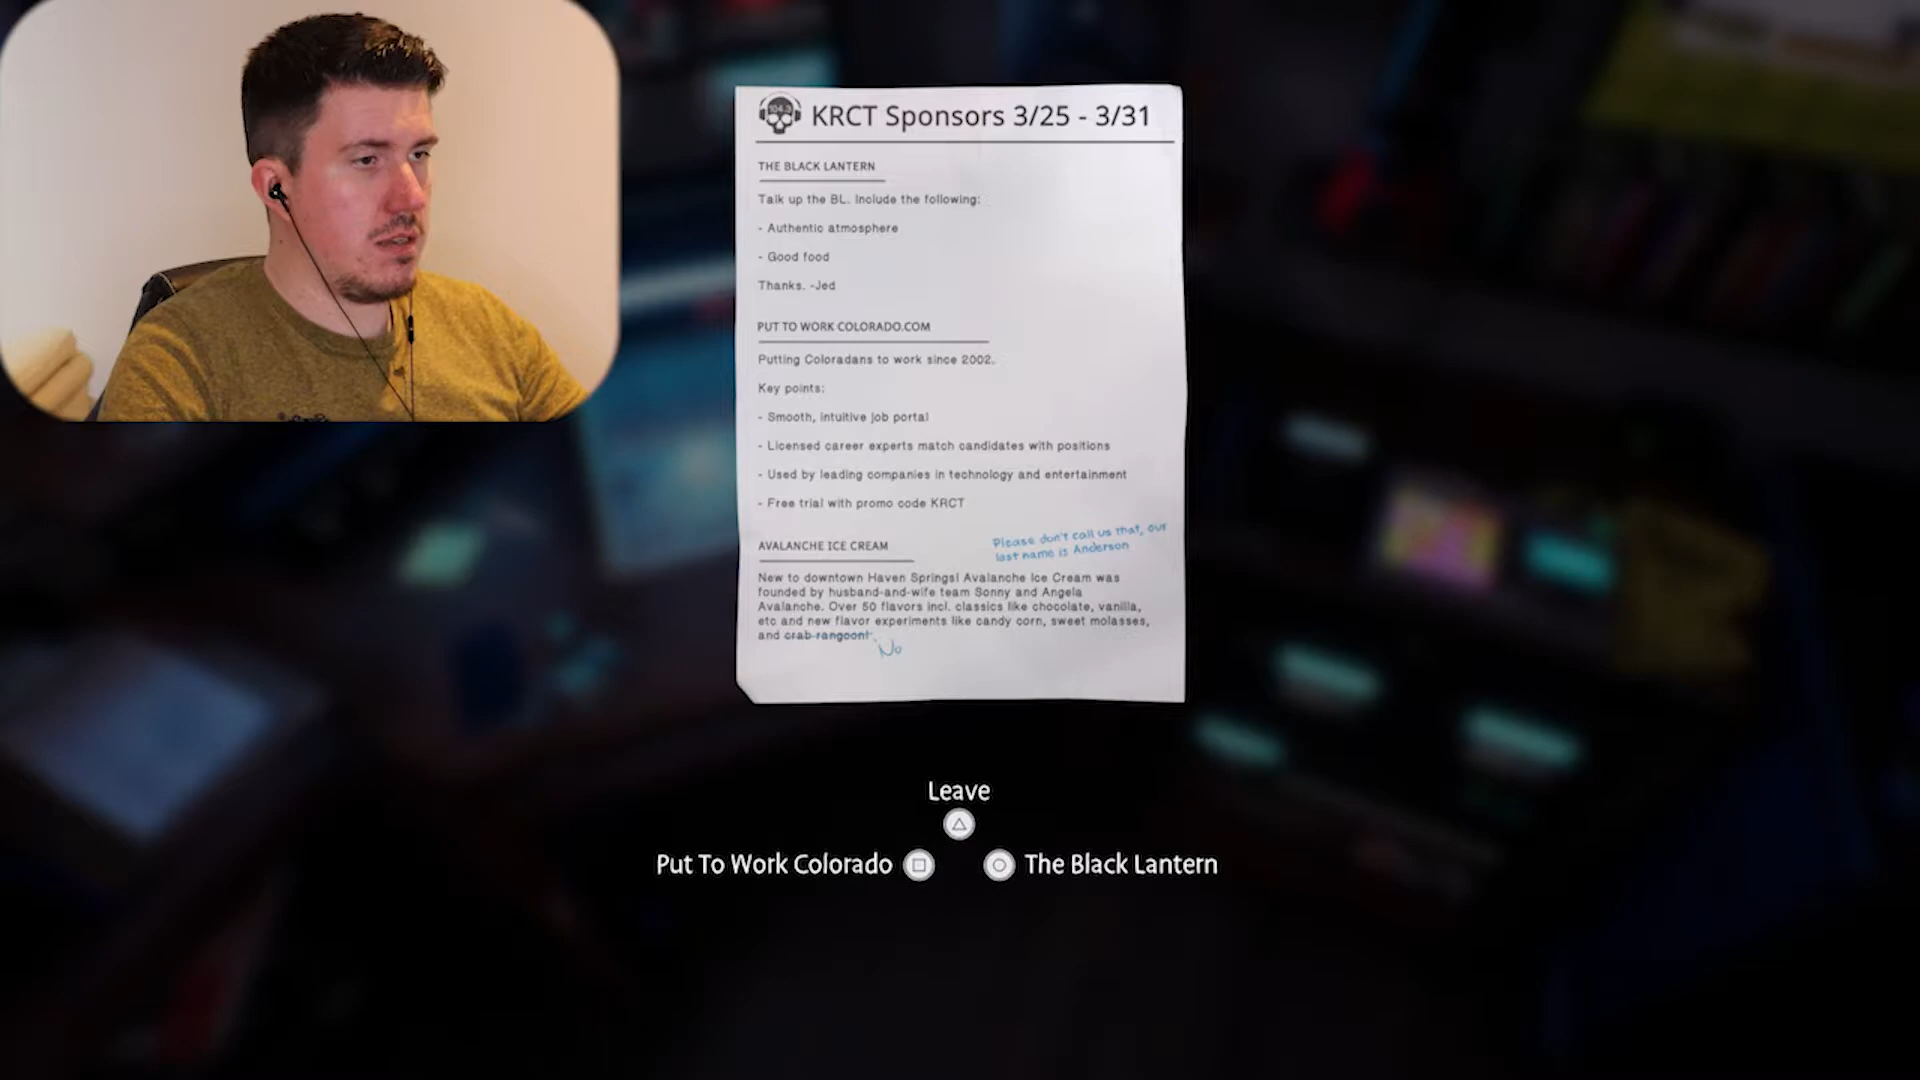 104.3
KRCT Sponsors 3/25 - 3/31
THE BLACK LANTERN
Talk up the BL. Include the following:
- Authentic atmosphere
- Good food
Thanks. -Jed
PUT TO WORK COLORADO.COM
Putting Coloradans to work since 2002.
Key points:
- Smooth, intuitive job portal
- Licensed career experts match candidates with positions
- Used by leading companies in technology and entertainment
- Free trial with promo code KRCT
Please don't call us that, our
last name is Anderson
AVALANCHE ICE CREAM
New to downtown Haven Springs! Avalanche Ice Cream was
founded by husband-and-wife team Sonny and Angela
Avalanche. Over 50 flavors incl. classics like chocolate, vanilla,
etc and new flavor experiments like candy corn, sweet molasses,
and crab rangoon!
No
Leave
Put To Work Colorado
The Black Lantern